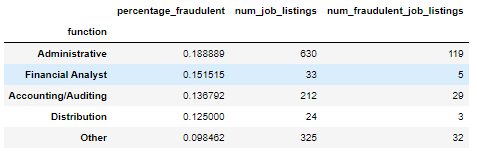 percentage_fraudulent num_job_listings num_fraudulent_job_listings
function
Administrative 0.188889 630 119
Financial Analyst 0.151515 33 5
Accounting/Auditing 0.136792 212 29
Distribution 0.125000 24 3
Other 0.098462 325 32